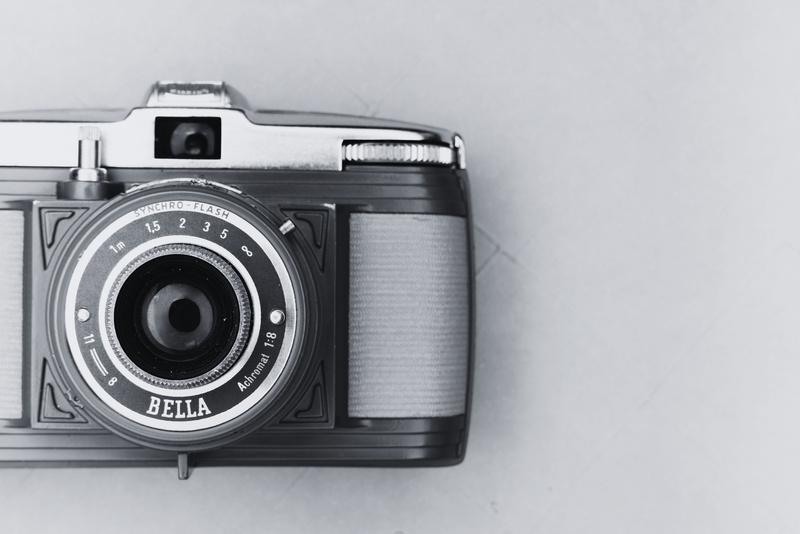 SYNCHRO-FLASH
1m 1,5 2 3 5 ∞
11
8
Achromat 1:8
BELLA